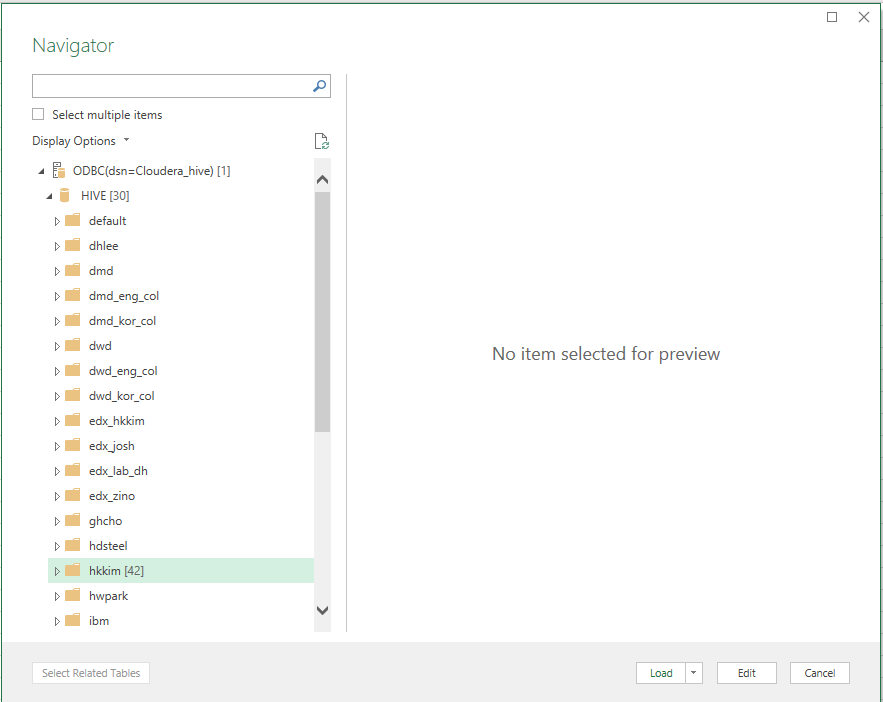 Navigator
Select multiple items
Display Options
ODBC(dsn=Cloudera_hive) [1]
HIVE [30]
default
dhlee
dmd
dmd_eng_col
dmd_kor_col
dwd
dwd_eng_col
dwd_kor_col
edx_hkkim
edx_josh
edx_lab_dh
edx_zino
ghcho
hdsteel
hkkim [42]
hwpark
ibm
No item selected for preview
Select Related Tables
Load
Edit
Cancel